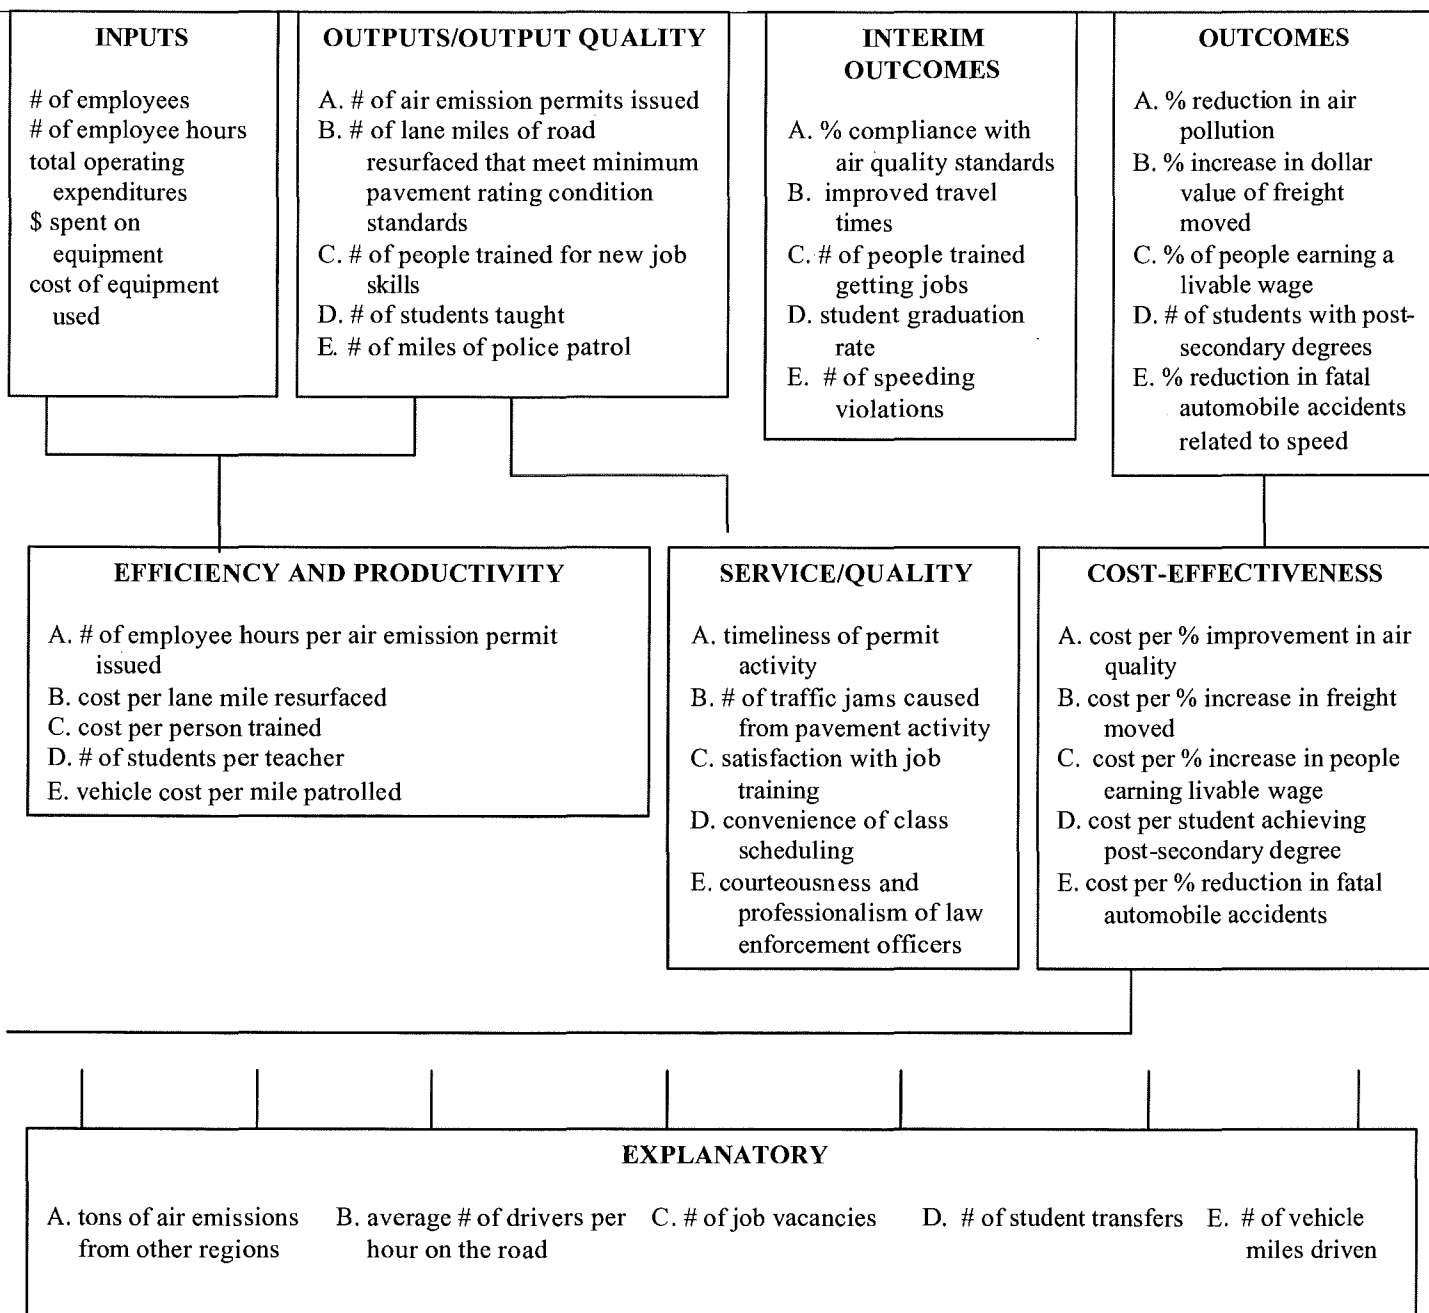 INPUTS
# of employees
# of employee hours
total operating
expenditures
$ spent on
equipment
cost of equipment
used
OUTPUTS/OUTPUT QUALITY
A. # of air emission permits issued
B. # of lane miles of road
resurfaced that meet minimum
pavement rating condition
standards
C. # of people trained for new job
skills
D. # of students taught
E. # of miles of police patrol
INTERIM
OUTCOMES
A. % compliance with
air quality standards
B. improved travel
times
C. # of people trained
getting jobs
D. student graduation
rate
E. # of speeding
violations
OUTCOMES
A. % reduction in air
pollution
B. % increase in dollar
value of freight
moved
C. % of people earning a
livable wage
D. # of students with post-
secondary degrees
E. % reduction in fatal
automobile accidents
related to speed
EFFICIENCY AND PRODUCTIVITY
A. # of employee hours per air emission permit
issued
B. cost per lane mile resurfaced
C. cost per person trained
D. # of students per teacher
E. vehicle cost per mile patrolled
SERVICE/QUALITY
A. timeliness of permit
activity
B. # of traffic jams caused
from pavement activity
C. satisfaction with job
training
D. convenience of class
scheduling
E. courteousness and
professionalism of law
enforcement officers
COST-EFFECTIVENESS
A. cost per % improvement in air
quality
B. cost per % increase in freight
moved
C. cost per % increase in people
earning livable wage
D. cost per student achieving
post-secondary degree
E. cost per % reduction in fatal
automobile accidents
EXPLANATORY
A. tons of air emissions
from other regions
B. average # of drivers per
hour on the road
C. # of job vacancies
D. # of student transfers
E. # of vehicle
miles driven